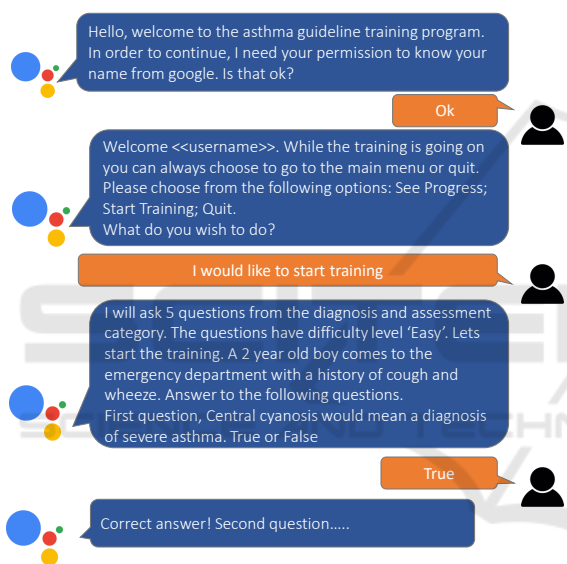 Hello, welcome to the asthma guideline training program.
In order to continue, I need your permission to know your
name from google. Is that ok?
Ok
Welcome <<username>>. While the training is going on
you can always choose to go to the main menu or quit.
Please choose from the following options: See Progress;
Start Training; Quit.
What do you wish to do?
I would like to start training
I will ask 5 questions from the diagnosis and assessment
category. The questions have difficulty level ‘Easy’. Lets
start the training. A 2 year old boy comes to the
emergency department with a history of cough and
wheeze. Answer to the following questions.
First question, Central cyanosis would mean a diagnosis
of severe asthma. True or False
True
Correct answer! Second question.....